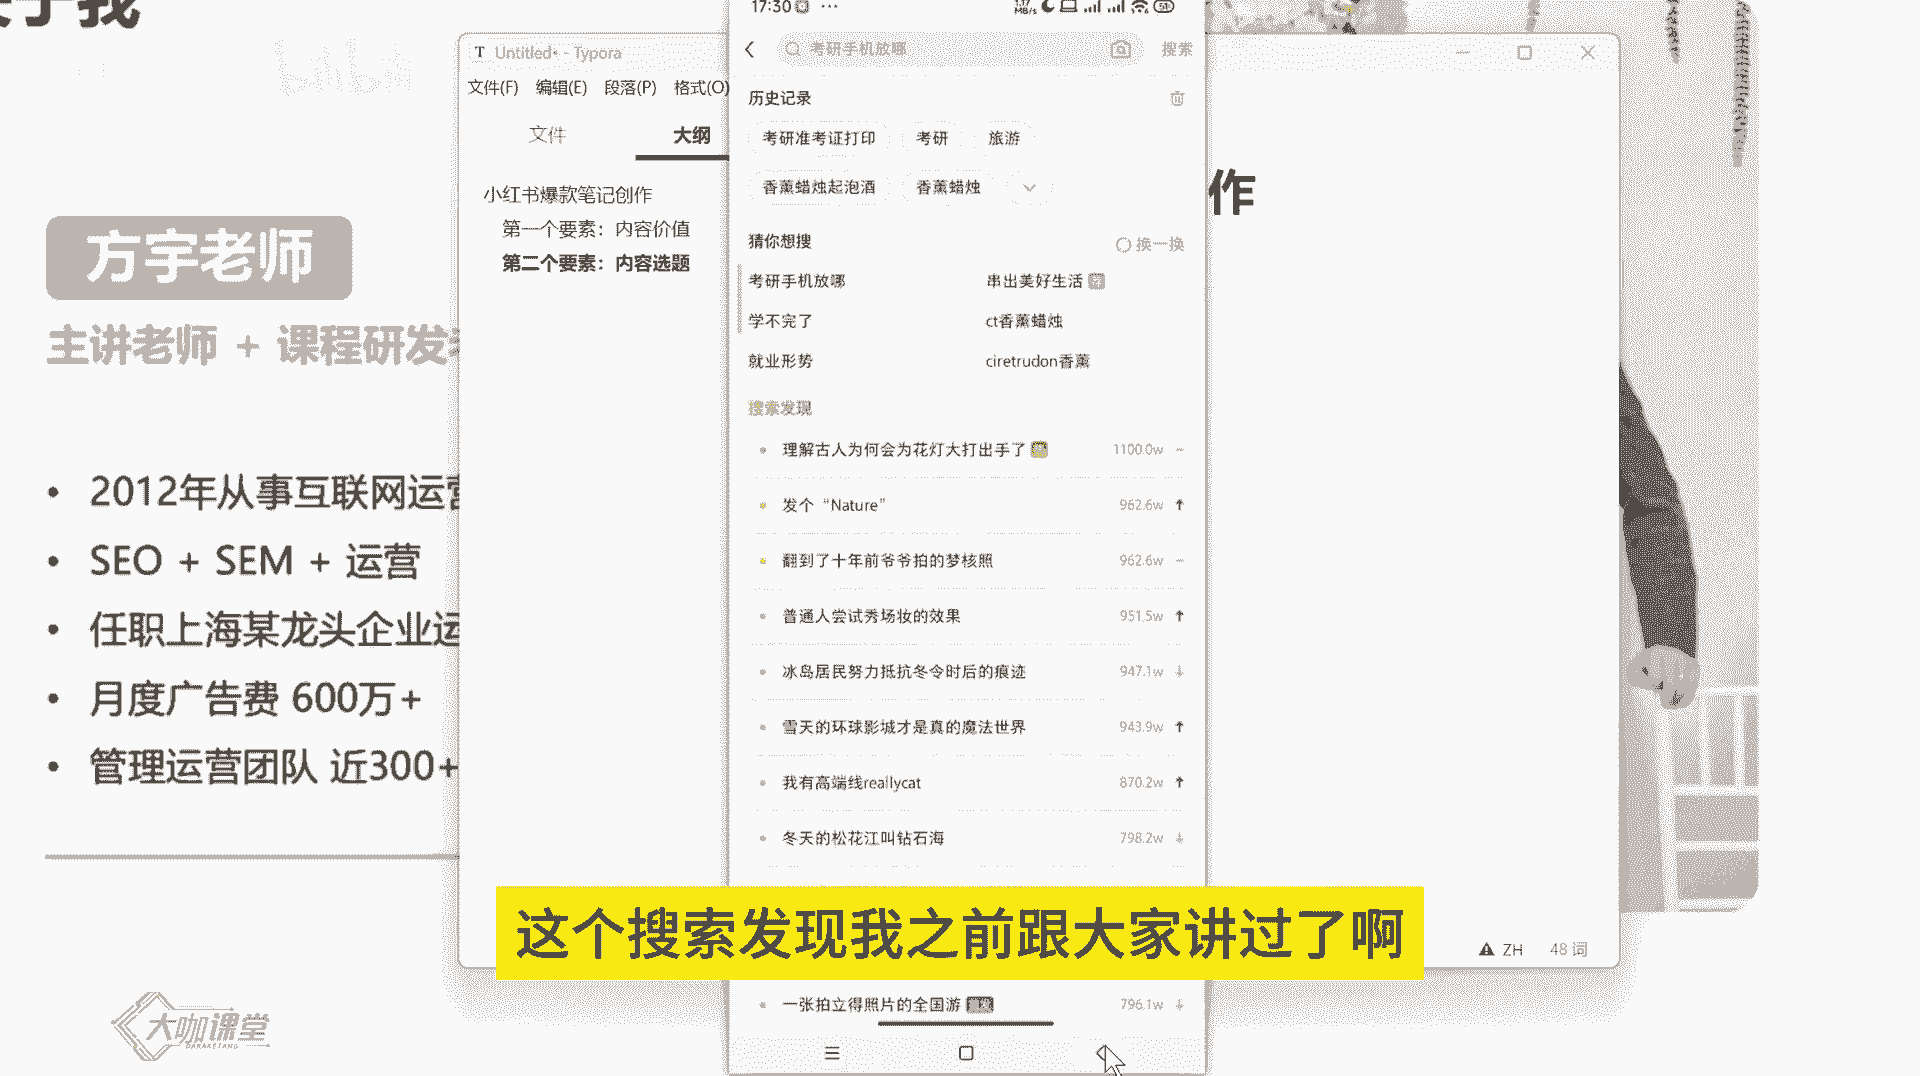 关于我
bilibili
方宇老师
主讲老师 + 课程研发
2012年从事互联网运营
SEO + SEM + 运营
任职上海某龙头企业运
月度广告费 600万+
管理运营团队 近300+
大咖课堂
DAKAKETANG
Untitled• - Typora
文件(F) 编辑(E) 段落(P) 格式(O)
文件 大纲
小红书爆款笔记创作
第一个要素：内容价值
第二个要素：内容选题
作
ZH 48 词
17:30
考研手机放哪 搜索
历史记录
考研准考证打印 考研 旅游
香薰蜡烛起泡酒 香薰蜡烛
猜你想搜 换一换
考研手机放哪 串出美好生活
学不完了 ct香薰蜡烛
就业形势 ciretrudon香薰
搜索发现
理解古人为何会为花灯大打出手了 1100.0w
发个“Nature” 962.6w
翻到了十年前爷爷拍的梦核照 962.6w
普通人尝试秀场妆的效果 951.5w
冰岛居民努力抵抗冬令时后的痕迹 947.1w
雪天的环球影城才是真的魔法世界 943.9w
我有高端线reallycat 870.2w
冬天的松花江叫钻石海 798.2w
这个搜索发现我之前跟大家讲过了啊
一张拍立得照片的全国游 796.1w